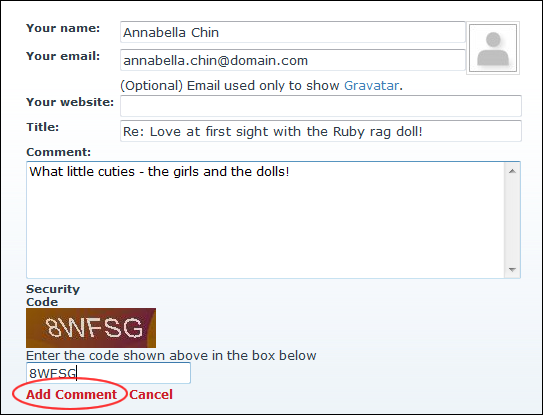 Your name: Annabella Chin
Your email: annabella.chin@domain.com
(Optional) Email used only to show Gravatar.
Your website:
Title: Re: Love at first sight with the Ruby rag doll!
Comment:
What little cuties - the girls and the dolls!
Security
Code
8WFSG
Enter the code shown above in the box below
8WFSG
Add Comment Cancel